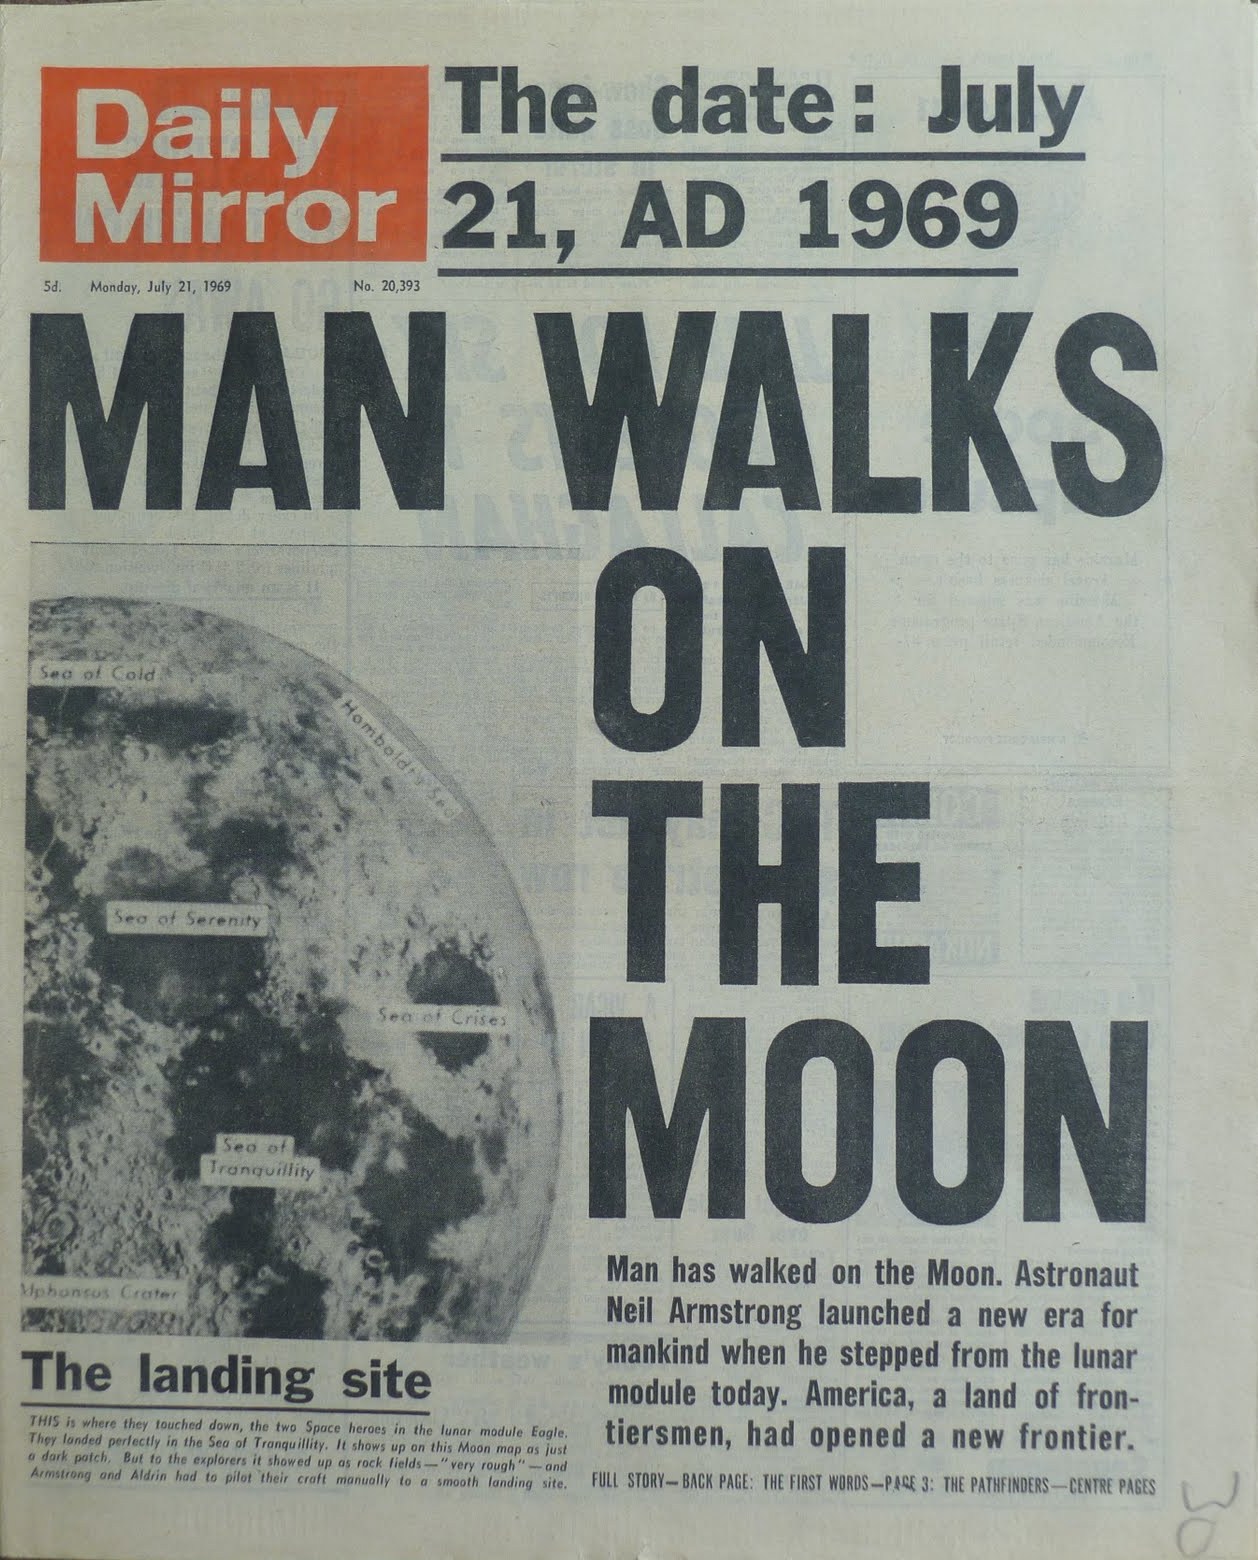 Daily
Mirror
5d. Monday, July 21, 1969 No. 20,393
The date: July
21, AD 1969
MAN WALKS
ON
THE
MOON
Sea of Cold
Homboldty Sea
Sea of Serenity
Sea of Crises
Sea of
Tranquillity
Alphonsus Crater
The landing site
THIS is where they touched down, the two Space heroes in the lunar module Eagle.
They landed perfectly in the Sea of Tranquillity. It shows up on this Moon map as just
a dark patch. But to the explorers it showed up as rock fields—"very rough"—and
Armstrong and Aldrin had to pilot their craft manually to a smooth landing site.
Man has walked on the Moon. Astronaut
Neil Armstrong launched a new era for
mankind when he stepped from the lunar
module today. America, a land of fron-
tiersmen, had opened a new frontier.
FULL STORY—BACK PAGE: THE FIRST WORDS—PAGE 3: THE PATHFINDERS—CENTRE PAGES